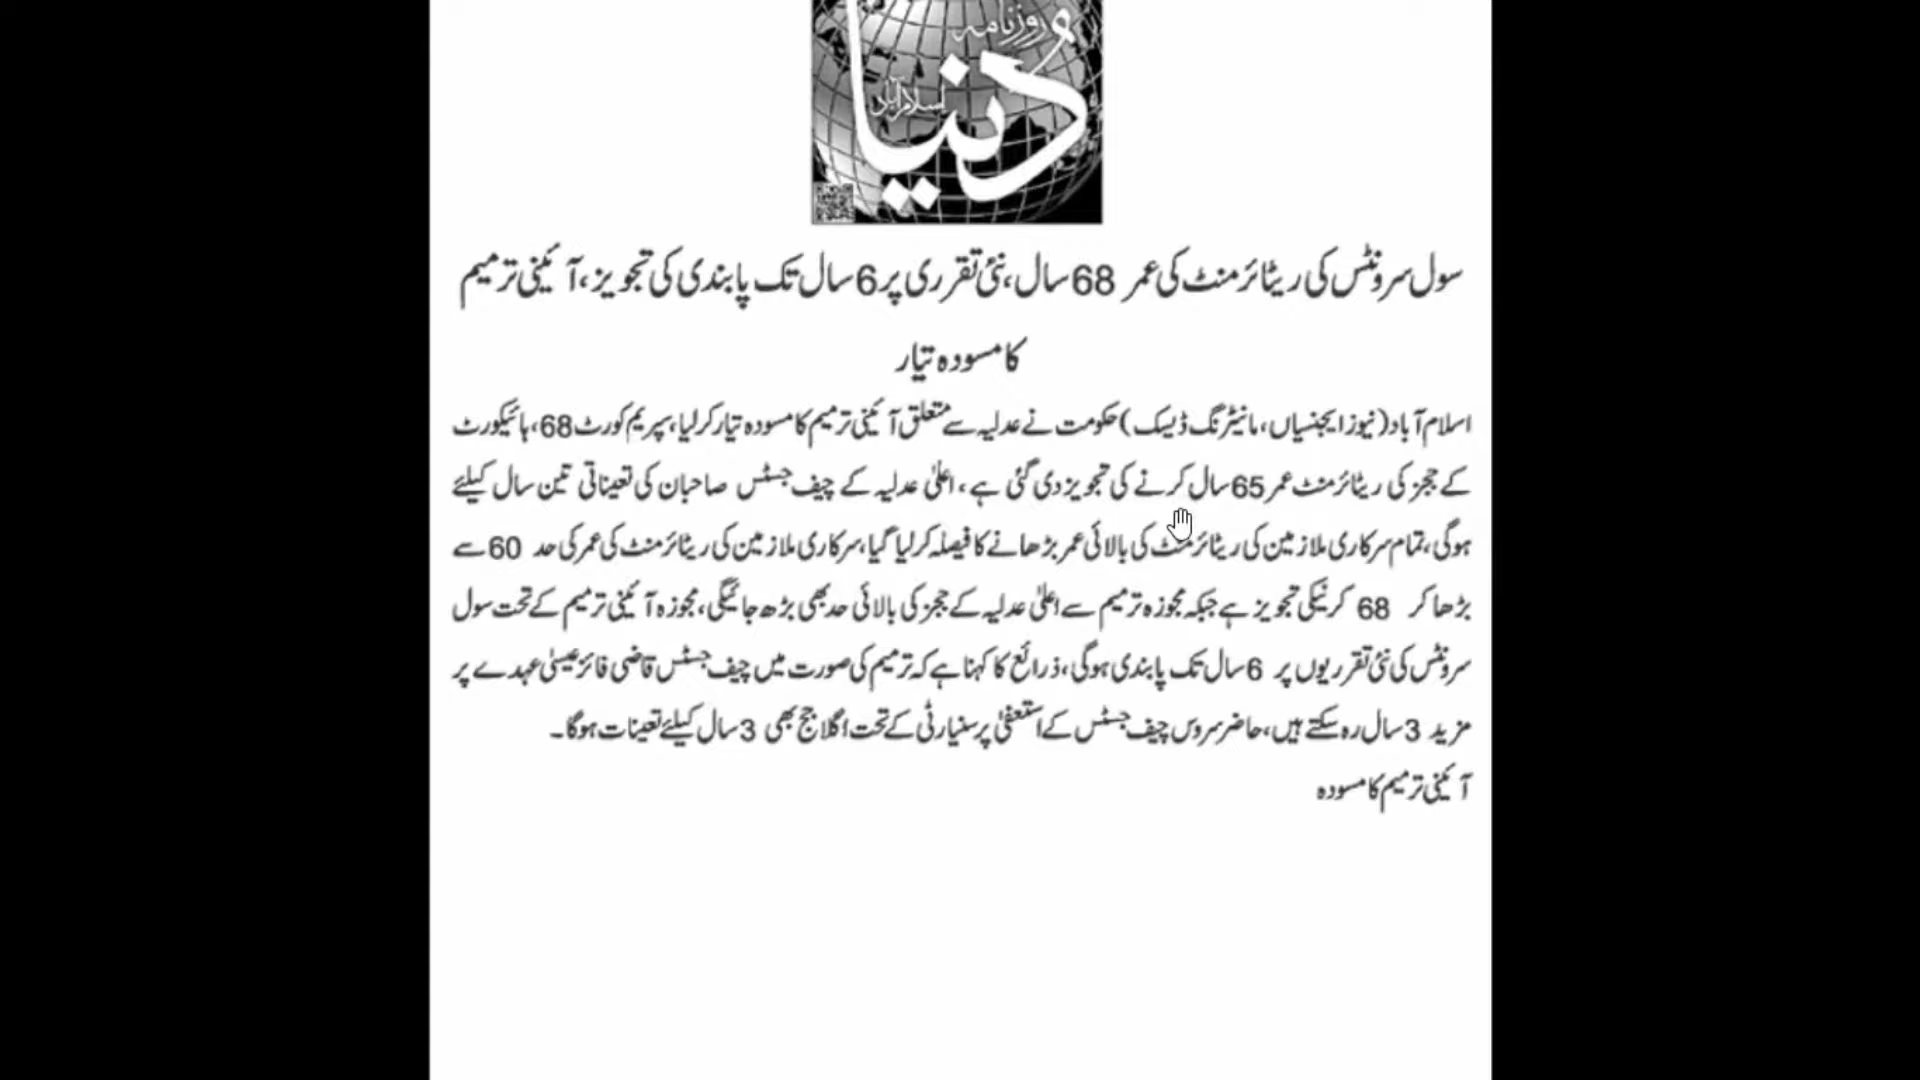 روزنامہ
دنیا
اسلام آباد
سول سرونٹس کی ریٹائرمنٹ کی عمر 68 سال، نئی تقرری پر 6 سال تک پابندی کی تجویز، آئینی ترمیم
کا مسودہ تیار
اسلام آباد (نیوز ایجنسیاں، مانیٹرنگ ڈیسک) حکومت نے عدلیہ سے متعلق آئینی ترمیم کا مسودہ تیار کر لیا، سپریم کورٹ 68، ہائیکورٹ
کے ججز کی ریٹائرمنٹ عمر 65 سال کرنے کی تجویز دی گئی ہے، اعلیٰ عدلیہ کے چیف جسٹس صاحبان کی تعیناتی تین سال کیلئے
ہوگی، تمام سرکاری ملازمین کی ریٹائرمنٹ کی بالائی عمر بڑھانے کا فیصلہ کر لیا گیا، سرکاری ملازمین کی ریٹائرمنٹ کی عمر کی حد 60 سے
بڑھا کر 68 کرنیکی تجویز ہے جبکہ مجوزہ ترمیم سے اعلیٰ عدلیہ کے ججز کی بالائی حد بھی بڑھ جائیگی، مجوزہ آئینی ترمیم کے تحت سول
سرونٹس کی نئی تقرریوں پر 6 سال تک پابندی ہوگی، ذرائع کا کہنا ہے کہ ترمیم کی صورت میں چیف جسٹس قاضی فائز عیسیٰ عہدے پر
مزید 3 سال رہ سکتے ہیں، حاضر سروس چیف جسٹس کے استعفیٰ پر سنیارٹی کے تحت اگلا جج بھی 3 سال کیلئے تعینات ہوگا۔
آئینی ترمیم کا مسودہ